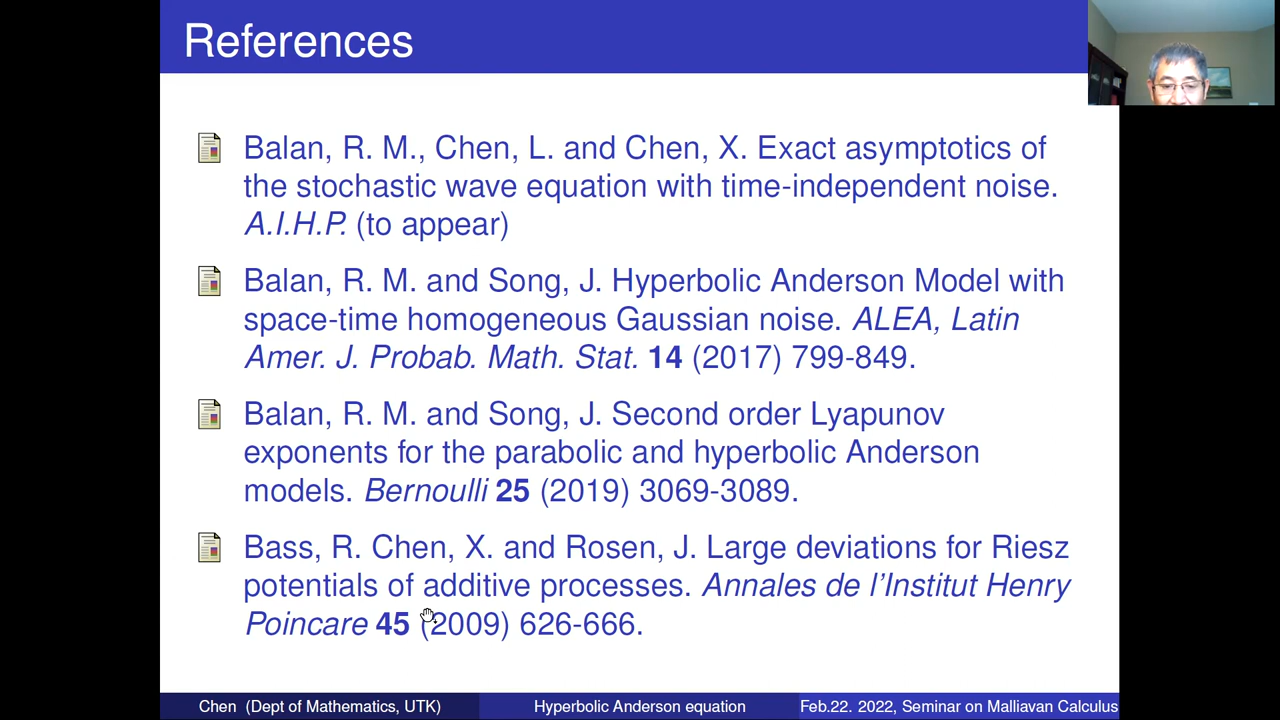 References
Balan, R. M., Chen, L. and Chen, X. Exact asymptotics of
the stochastic wave equation with time-independent noise.
A.I.H.P. (to appear)
Balan, R. M. and Song, J. Hyperbolic Anderson Model with
space-time homogeneous Gaussian noise. ALEA, Latin
Amer. J. Probab. Math. Stat. 14 (2017) 799-849.
Balan, R. M. and Song, J. Second order Lyapunov
exponents for the parabolic and hyperbolic Anderson
models. Bernoulli 25 (2019) 3069-3089.
Bass, R. Chen, X. and Rosen, J. Large deviations for Riesz
potentials of additive processes. Annales de l'Institut Henry
Poincare 45 (2009) 626-666.
Chen (Dept of Mathematics, UTK)
Hyperbolic Anderson equation
Feb.22. 2022, Seminar on Malliavan Calculus